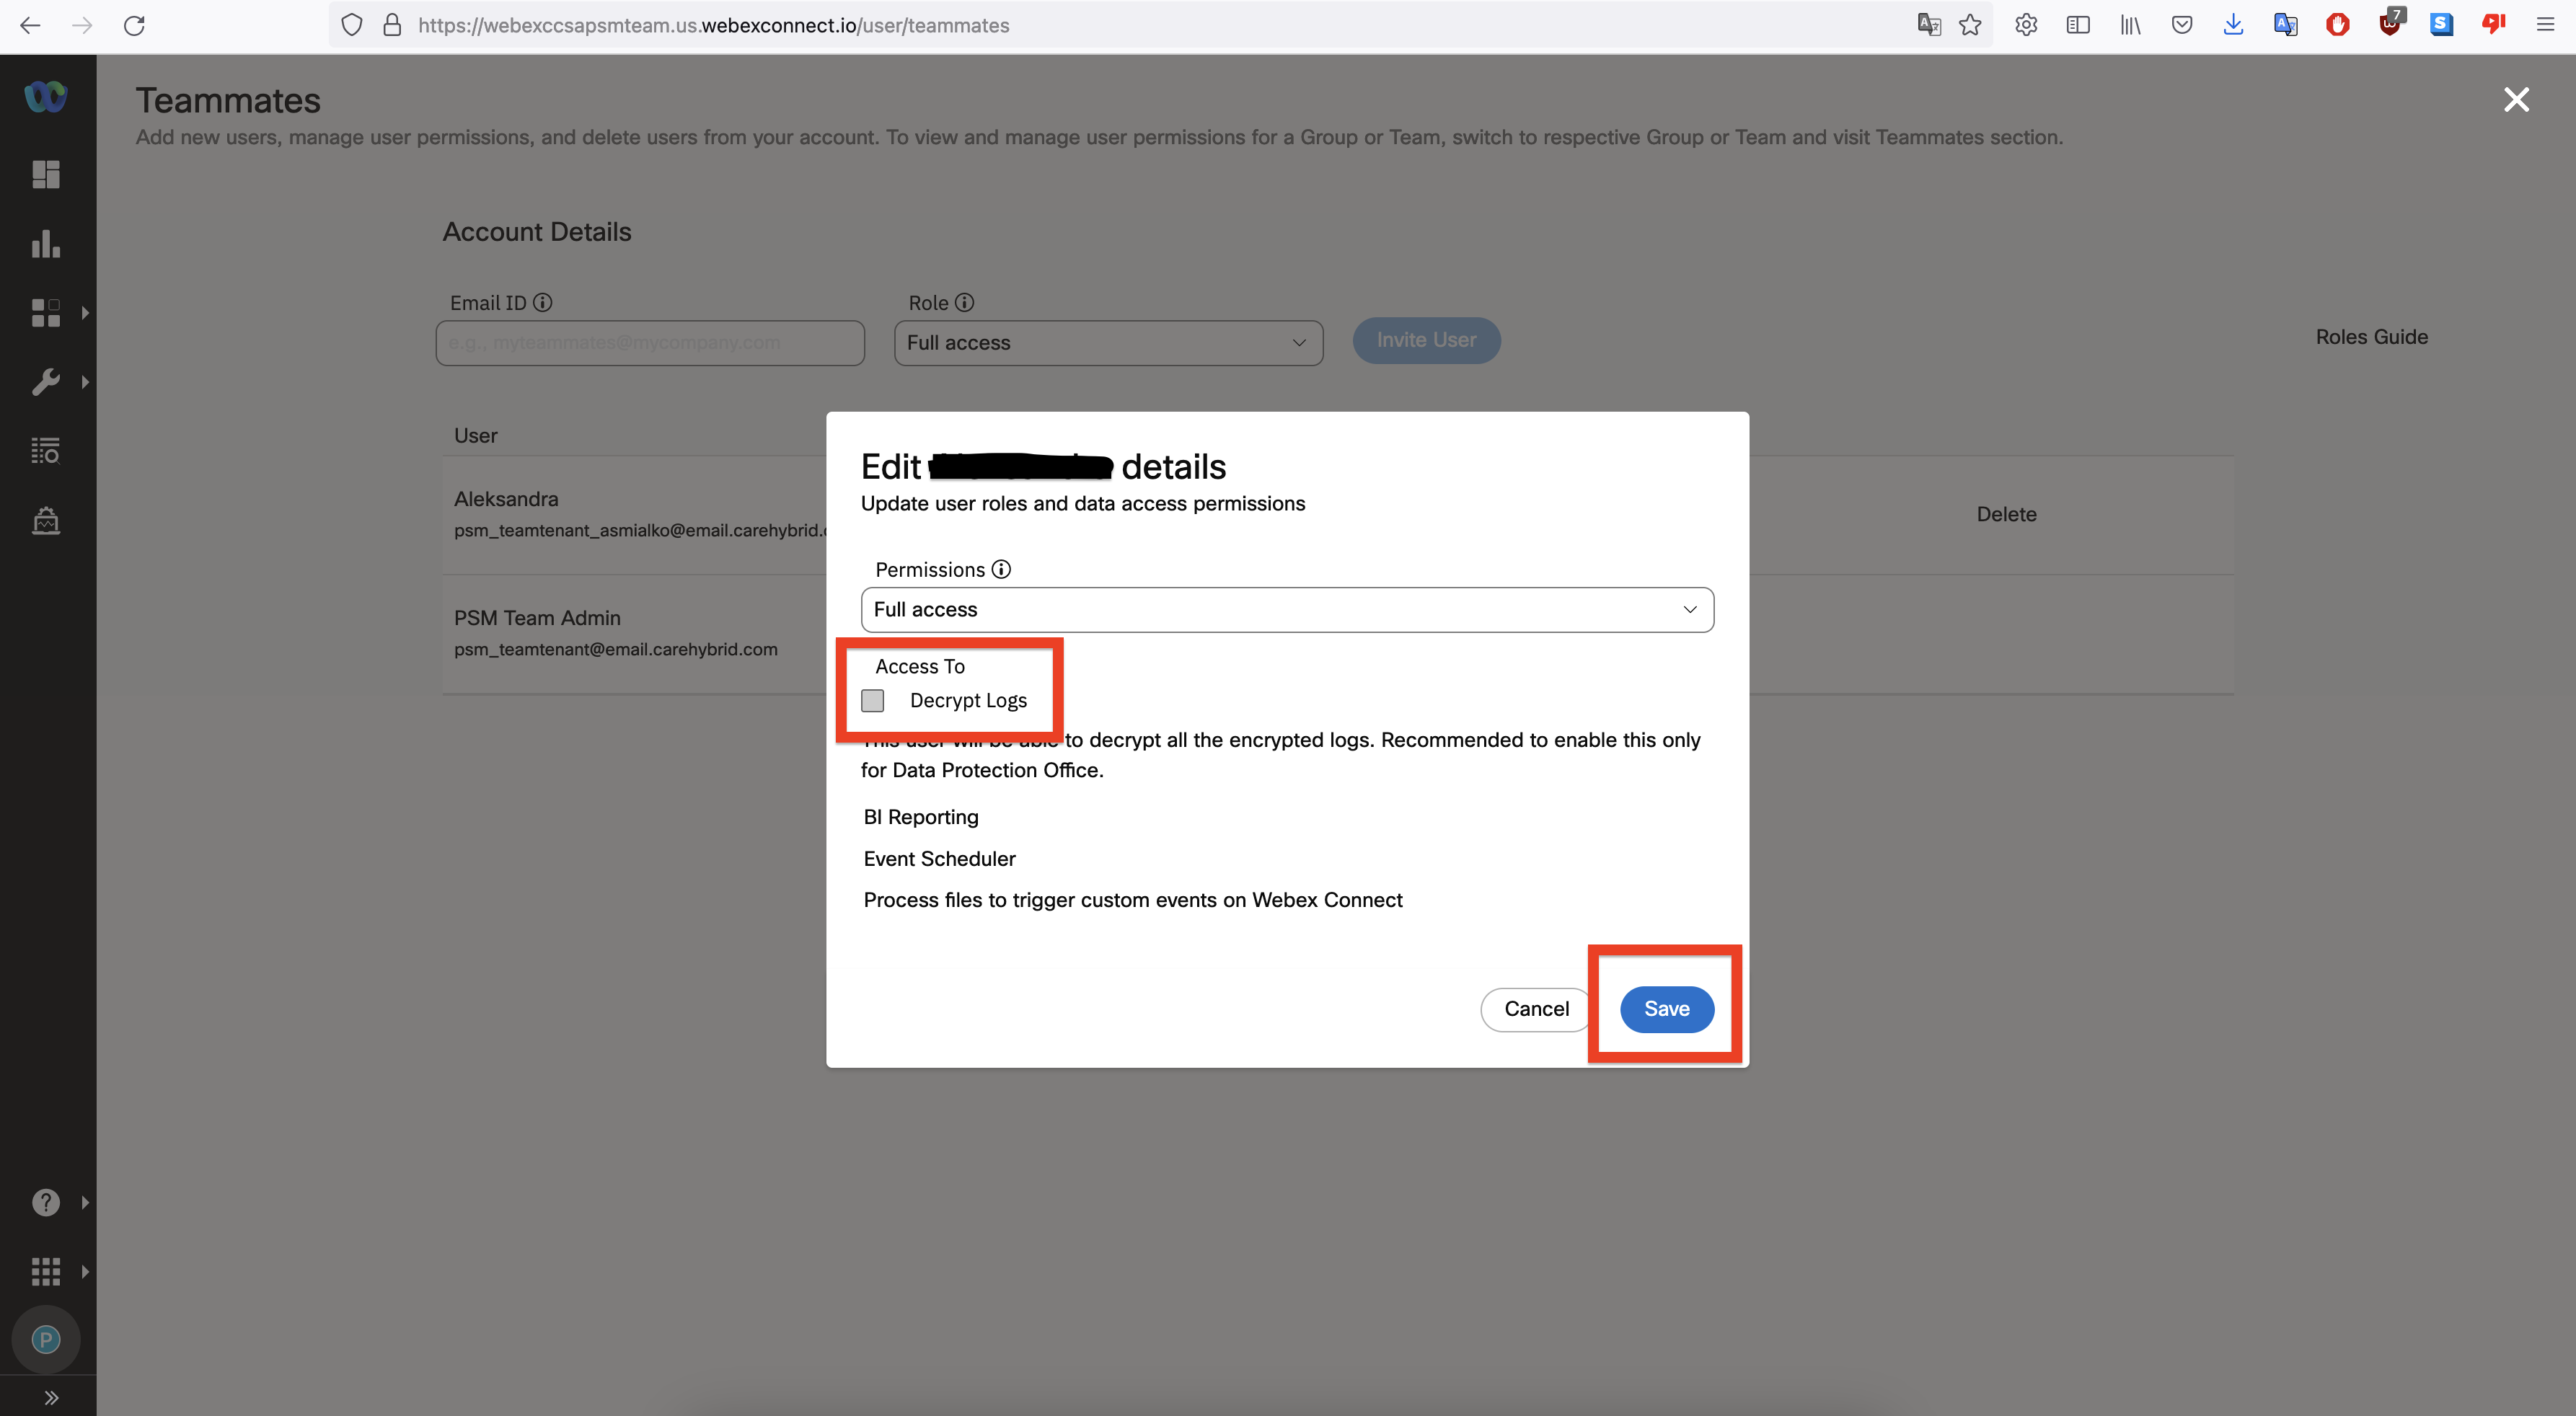 https://webexccsapsmteam.us.webexconnect.io/user/teammates
7
S
Teammates
Add new users, manage user permissions, and delete users from your account. To view and manage user permissions for a Group or Team, switch to respective Group or Team and visit Teammates section.
Account Details
Email ID
Role
e.g., myteammates@mycompany.com
Full access
Invite User
Roles Guide
User
Aleksandra
psm_teamtenant_asmialko@email.carehybrid.
Delete
PSM Team Admin
psm_teamtenant@email.carehybrid.com
Edit details
Update user roles and data access permissions
Permissions
Full access
Access To
Decrypt Logs
This user will be able to decrypt all the encrypted logs. Recommended to enable this only
for Data Protection Office.
BI Reporting
Event Scheduler
Process files to trigger custom events on Webex Connect
Cancel
Save
P